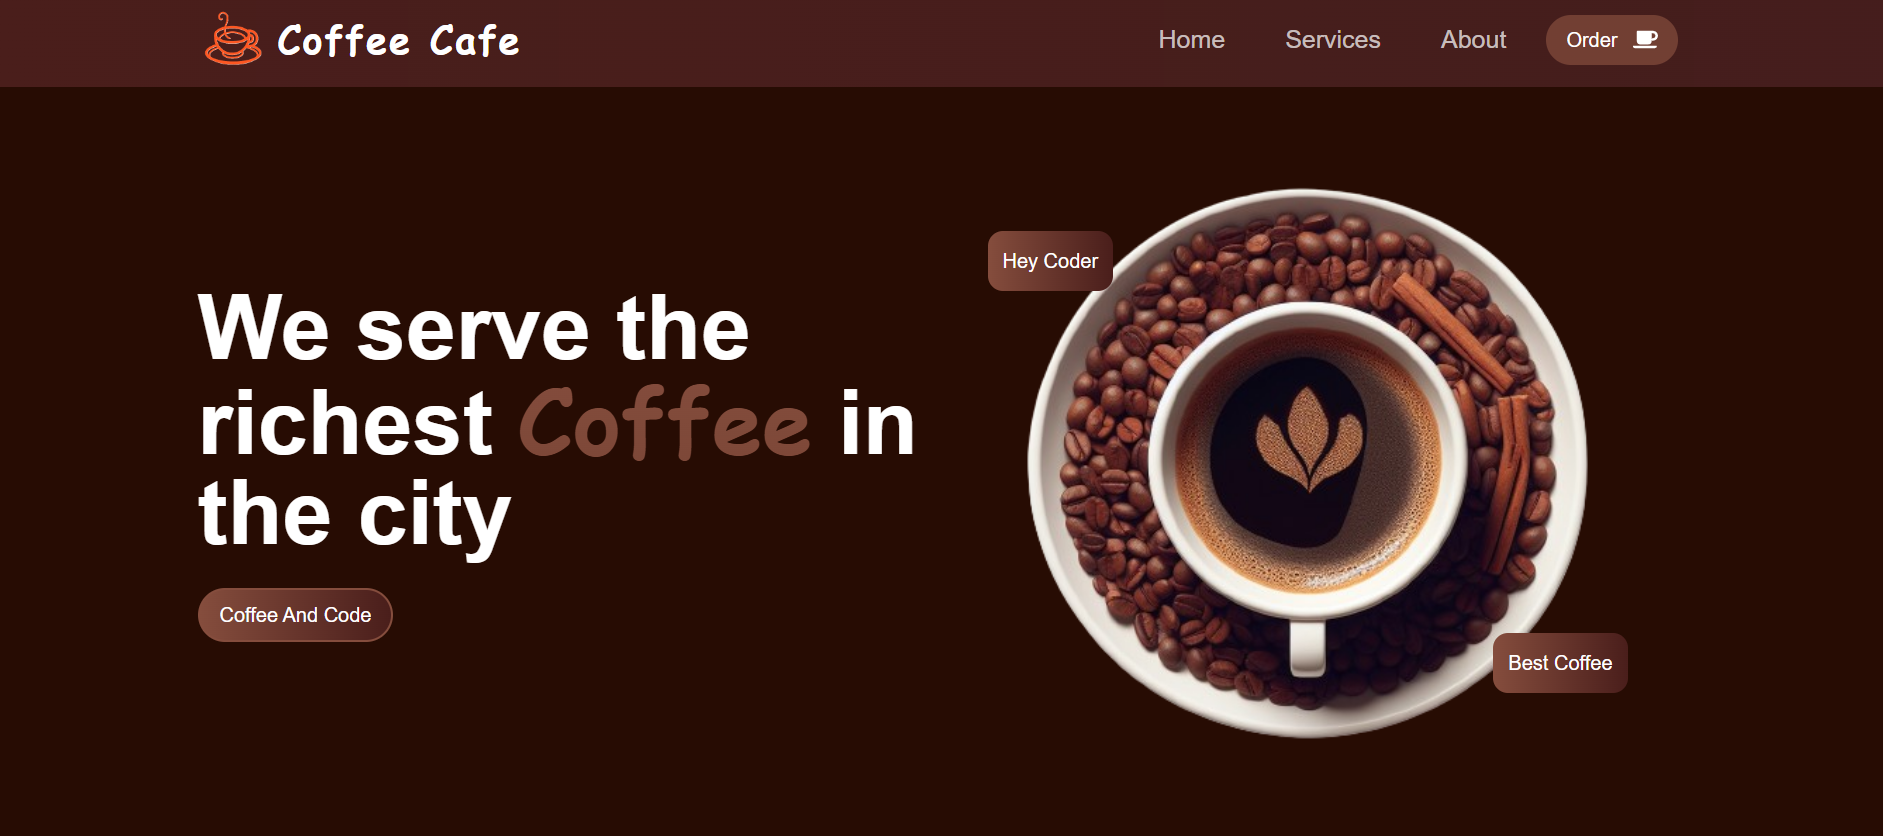 Coffee Cafe
Home
Services
About
Order
We serve the
richest Coffee in
the city
Coffee And Code
Hey Coder
Best Coffee